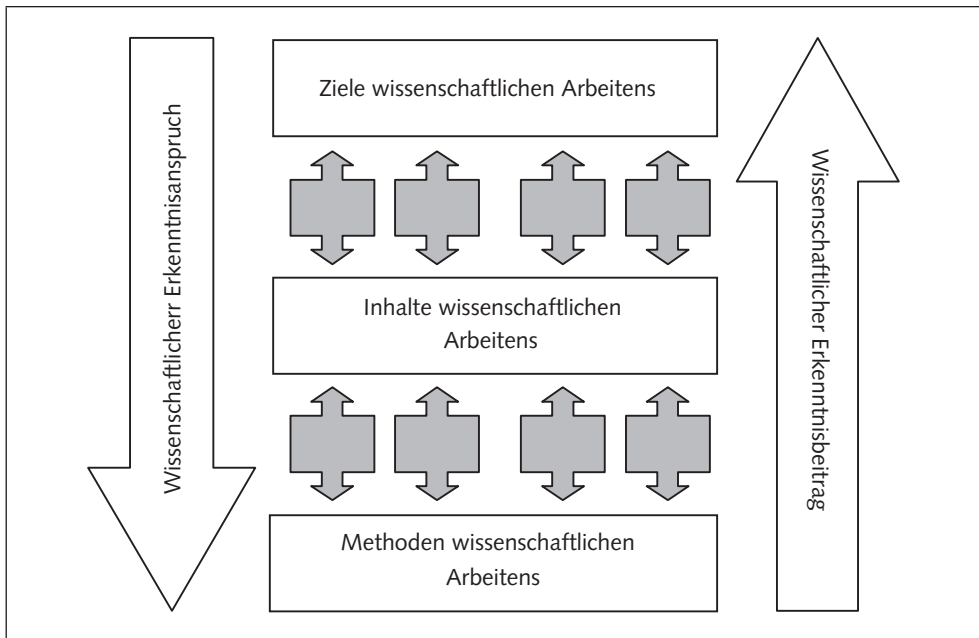 Wissenschaftlicherr Erkenntnisanspruch
Ziele wissenschaftlichen Arbeitens
Inhalte wissenschaftlichen
Arbeitens
Methoden wissenschaftlichen
Arbeitens
Wissenschaftlicher Erkenntnisbeitrag